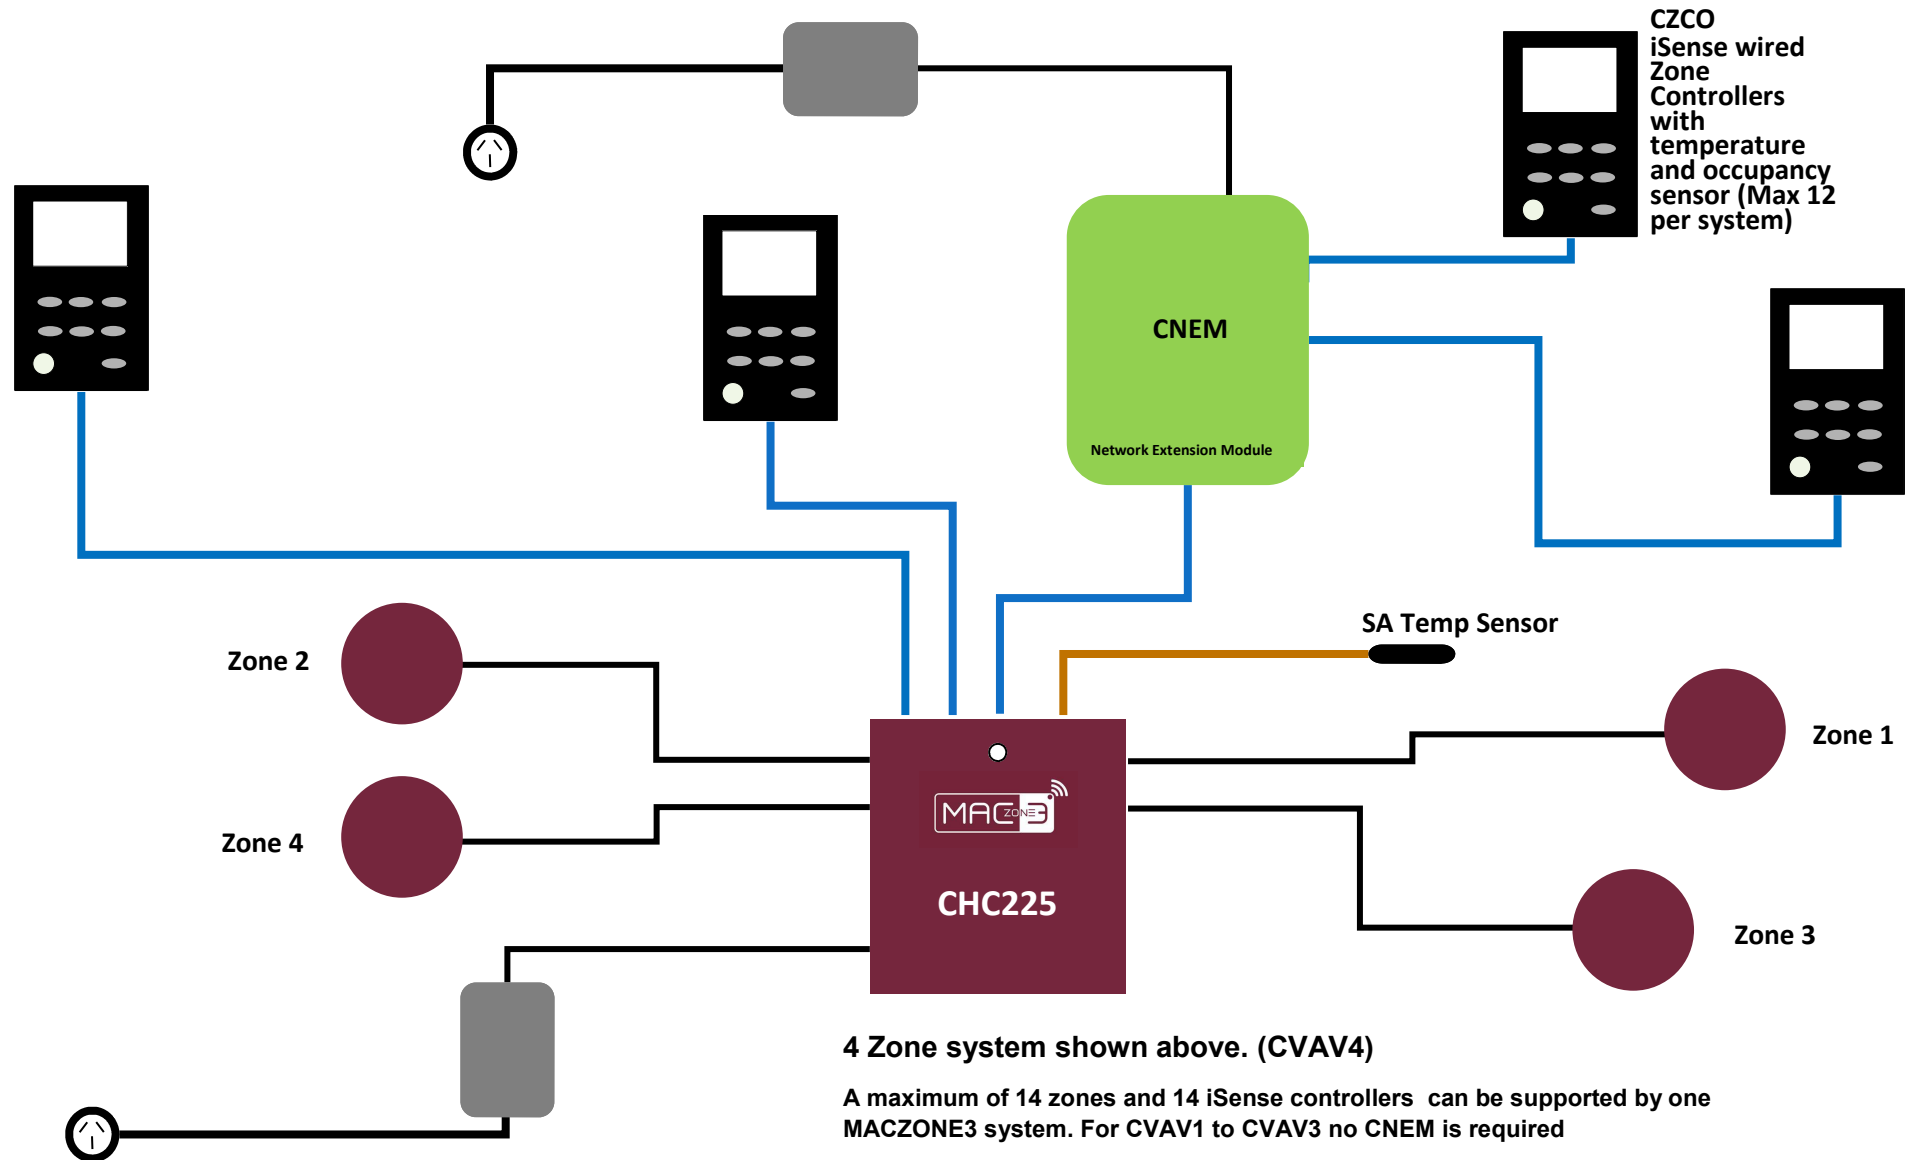 CZCO
iSense wired
Zone
Controllers
with
temperature
and occupancy
sensor (Max 12
per system)
CNEM
Network Extension Module
SA Temp Sensor
Zone 2
Zone 1
Zone 4
MAC ZONE 3
CHC225
Zone 3
4 Zone system shown above. (CVAV4)
A maximum of 14 zones and 14 iSense controllers  can be supported by one
MACZONE3 system. For CVAV1 to CVAV3 no CNEM is required